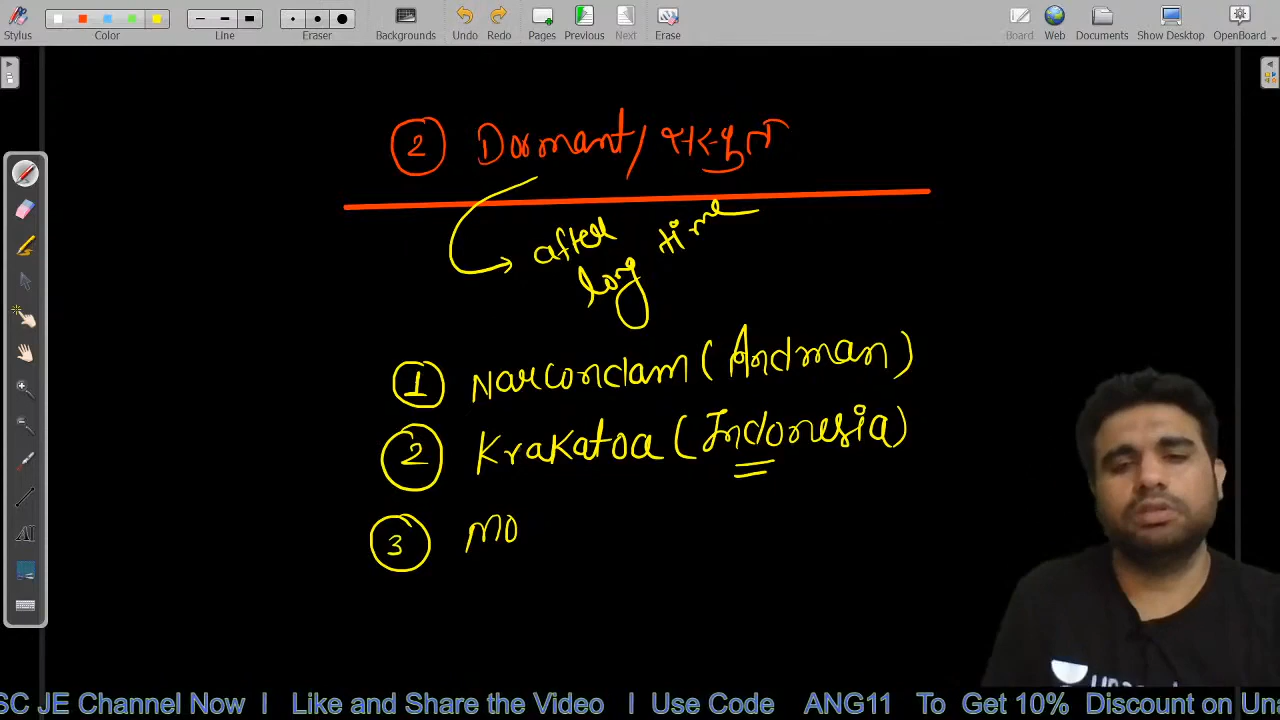 Stylus Color Line Eraser Backgrounds Undo Redo Pages Previous Next Erase Board Web Documents Show Desktop OpenBoard
2 Dormant/
after
long time
1 Narcondam (Andman)
2 Krakatoa (Indonesia)
3 Mo
SC JE Channel Now I Like and Share the Video I Use Code ANG11 To Get 10% Discount on Una